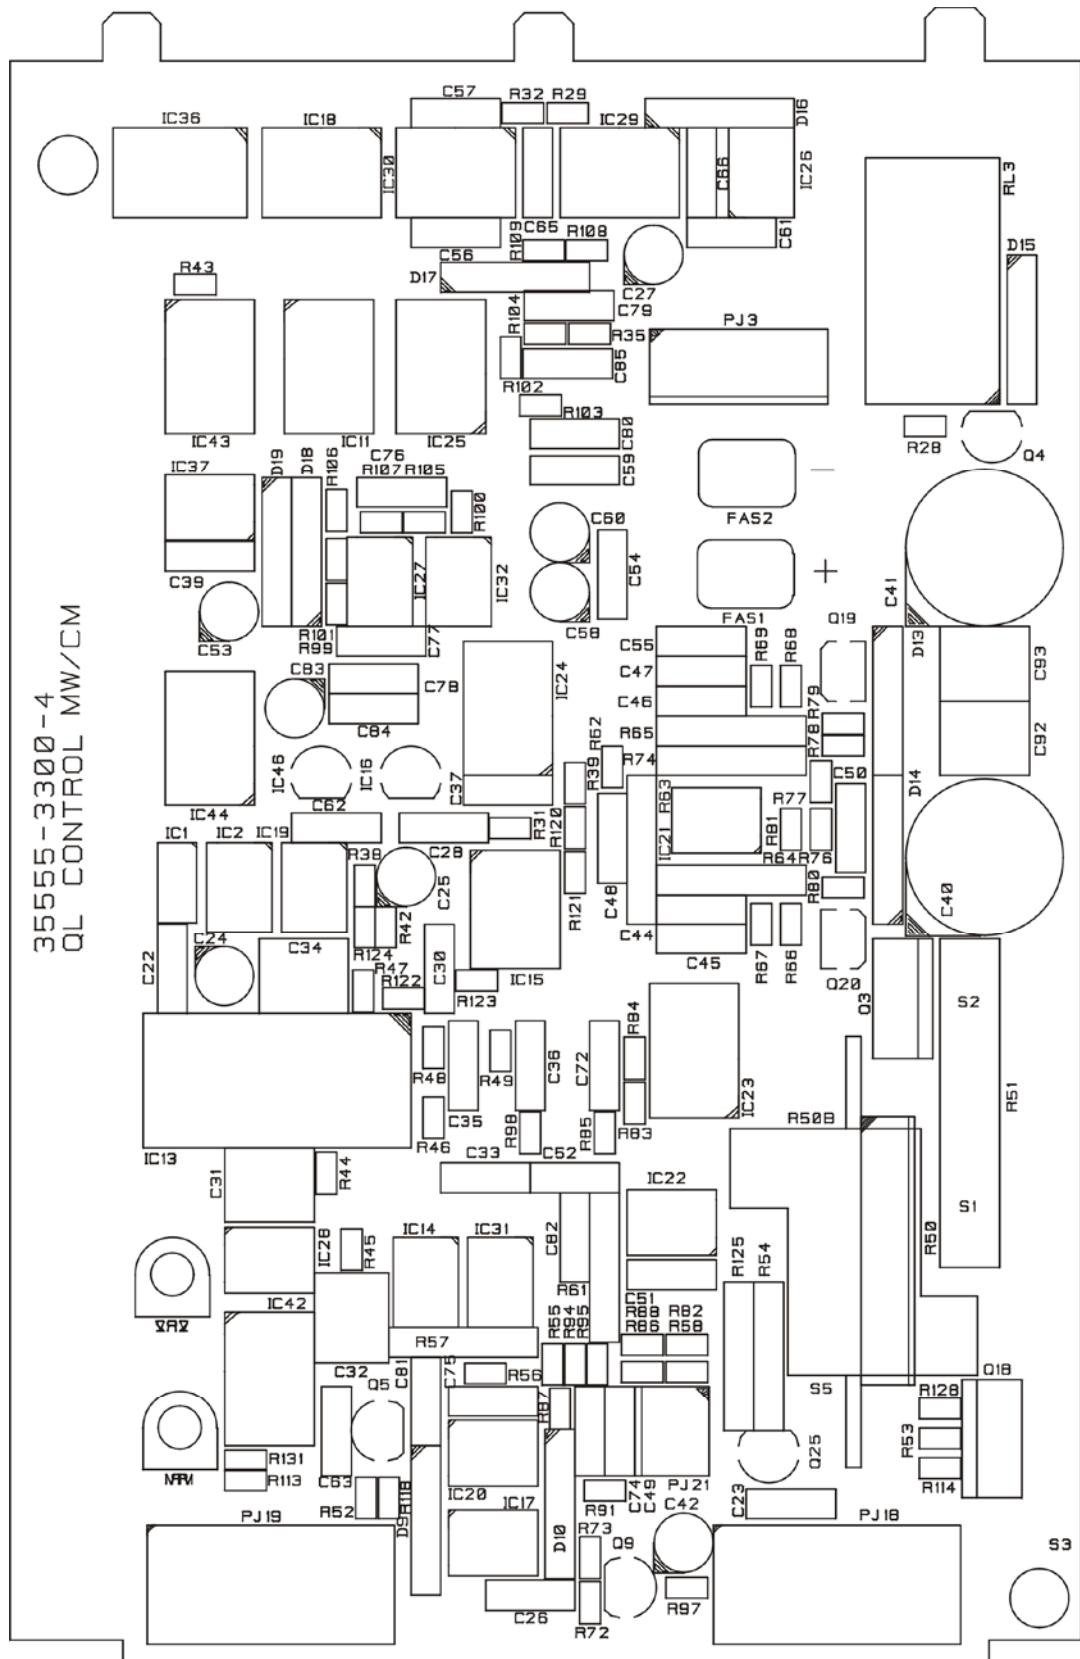 C57
R32
R29
D16
IC36
IC18
IC30
IC29
C66
IC26
RL3
C65
R109
R108
C61
C56
D17
C27
D15
R43
R104
C79
R35
PJ3
C85
R102
R103
C80
IC43
IC11
IC25
R28
Q4
IC37
D19
D18
R106
C76
R107
R105
R100
C59
FAS2
C60
C54
C39
IC27
IC32
C53
R101
R99
C77
C58
FAS1
+
C41
Q19
D13
C93
C55
R69
R68
35555-3300-4
QL CONTROL MW/CM
C83
C78
IC24
C47
C46
R79
C84
R62
R65
R78
C92
IC46
IC16
C37
R39
R74
C50
D14
IC44
C62
R63
R77
IC1
IC2
IC19
C28
R31
R120
IC21
R81
R64
R76
R38
C25
R121
C48
R80
R42
C44
C40
C24
C34
R124
C30
C22
R47
R122
R123
IC15
C45
R67
R66
Q20
Q3
S2
R84
R48
C35
R49
C36
C72
IC23
R51
R46
R98
R85
R83
R50B
IC13
C31
R44
C33
C52
IC22
S1
IC28
R45
IC14
IC31
C82
R61
R125
R54
R50
IC42
C51
R57
R55
R94
R95
R88
R82
R86
R58
C32
C81
C75
R56
Q5
R87
S5
Q18
R128
R53
Q25
R131
R113
C63
IC20
R114
R52
R118
D9
IC17
D10
R91
C74
C49
PJ21
C42
C23
PJ19
R73
Q9
PJ18
S3
C26
R72
R97